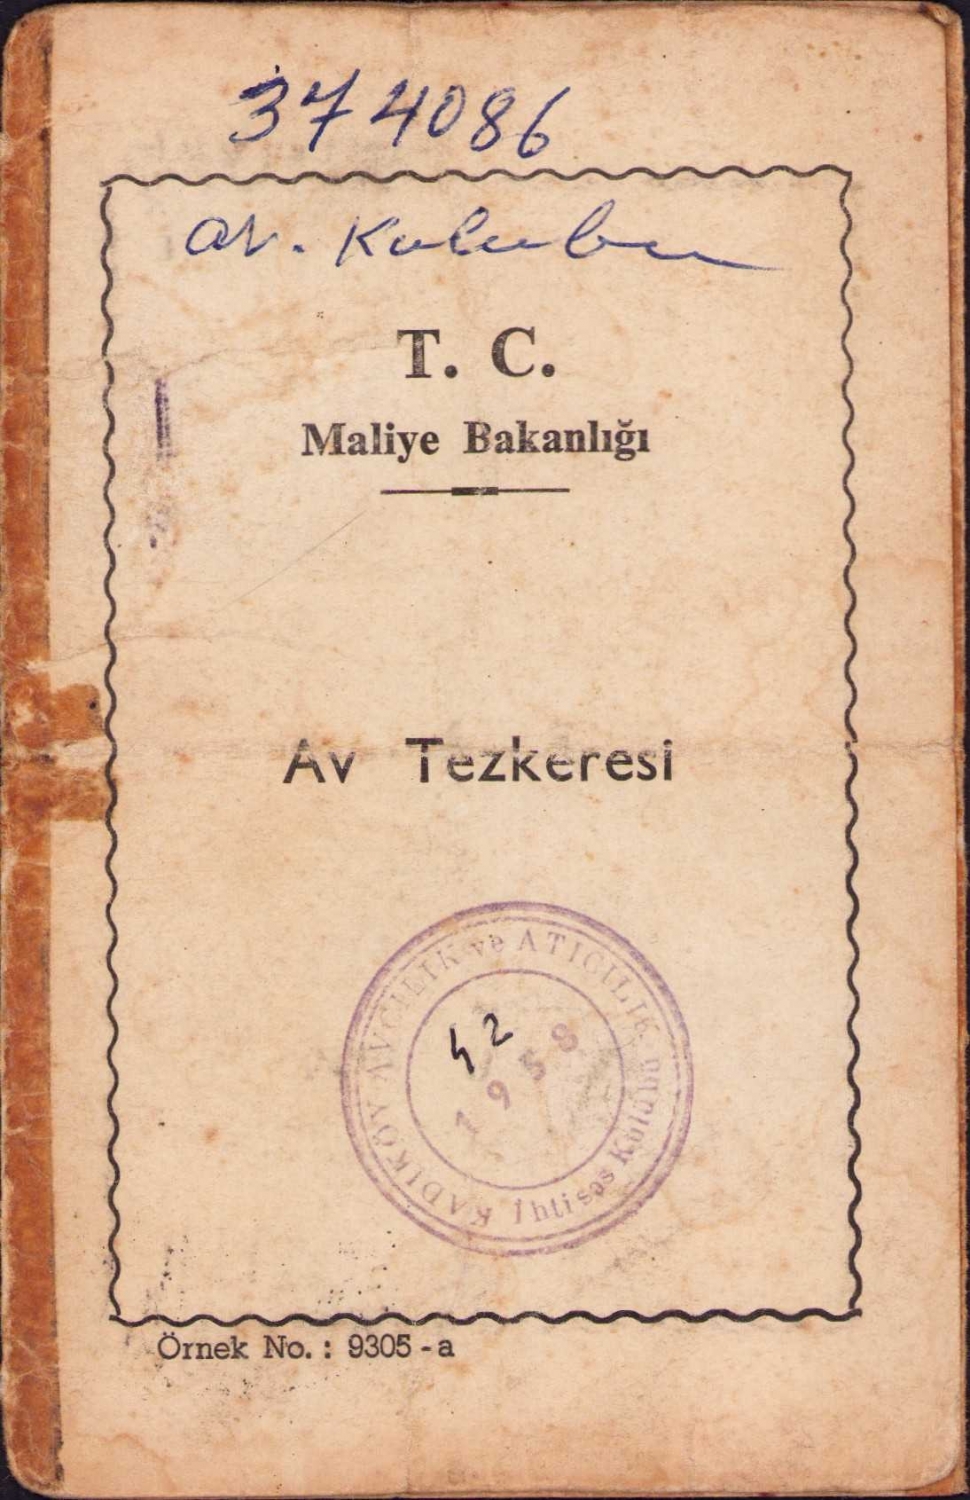 374086
av. Kulubu
T. C.
Maliye Bakanlığı
Av Tezkeresi
KADIKÖY AVCILIK ve ATICILIK İhtisas Kulübü
42
1958
Örnek No. : 9305 - a